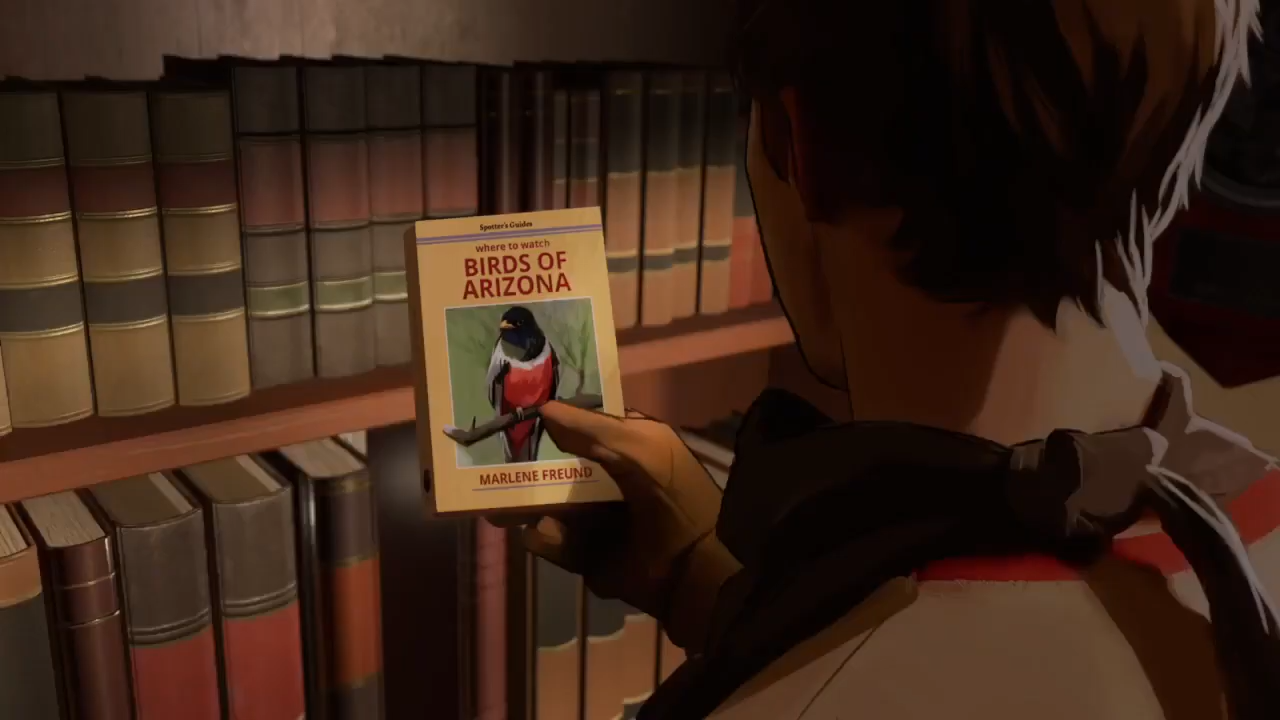 Spotter's Guides
where to watch
BIRDS OF
ARIZONA
MARLENE FREUND